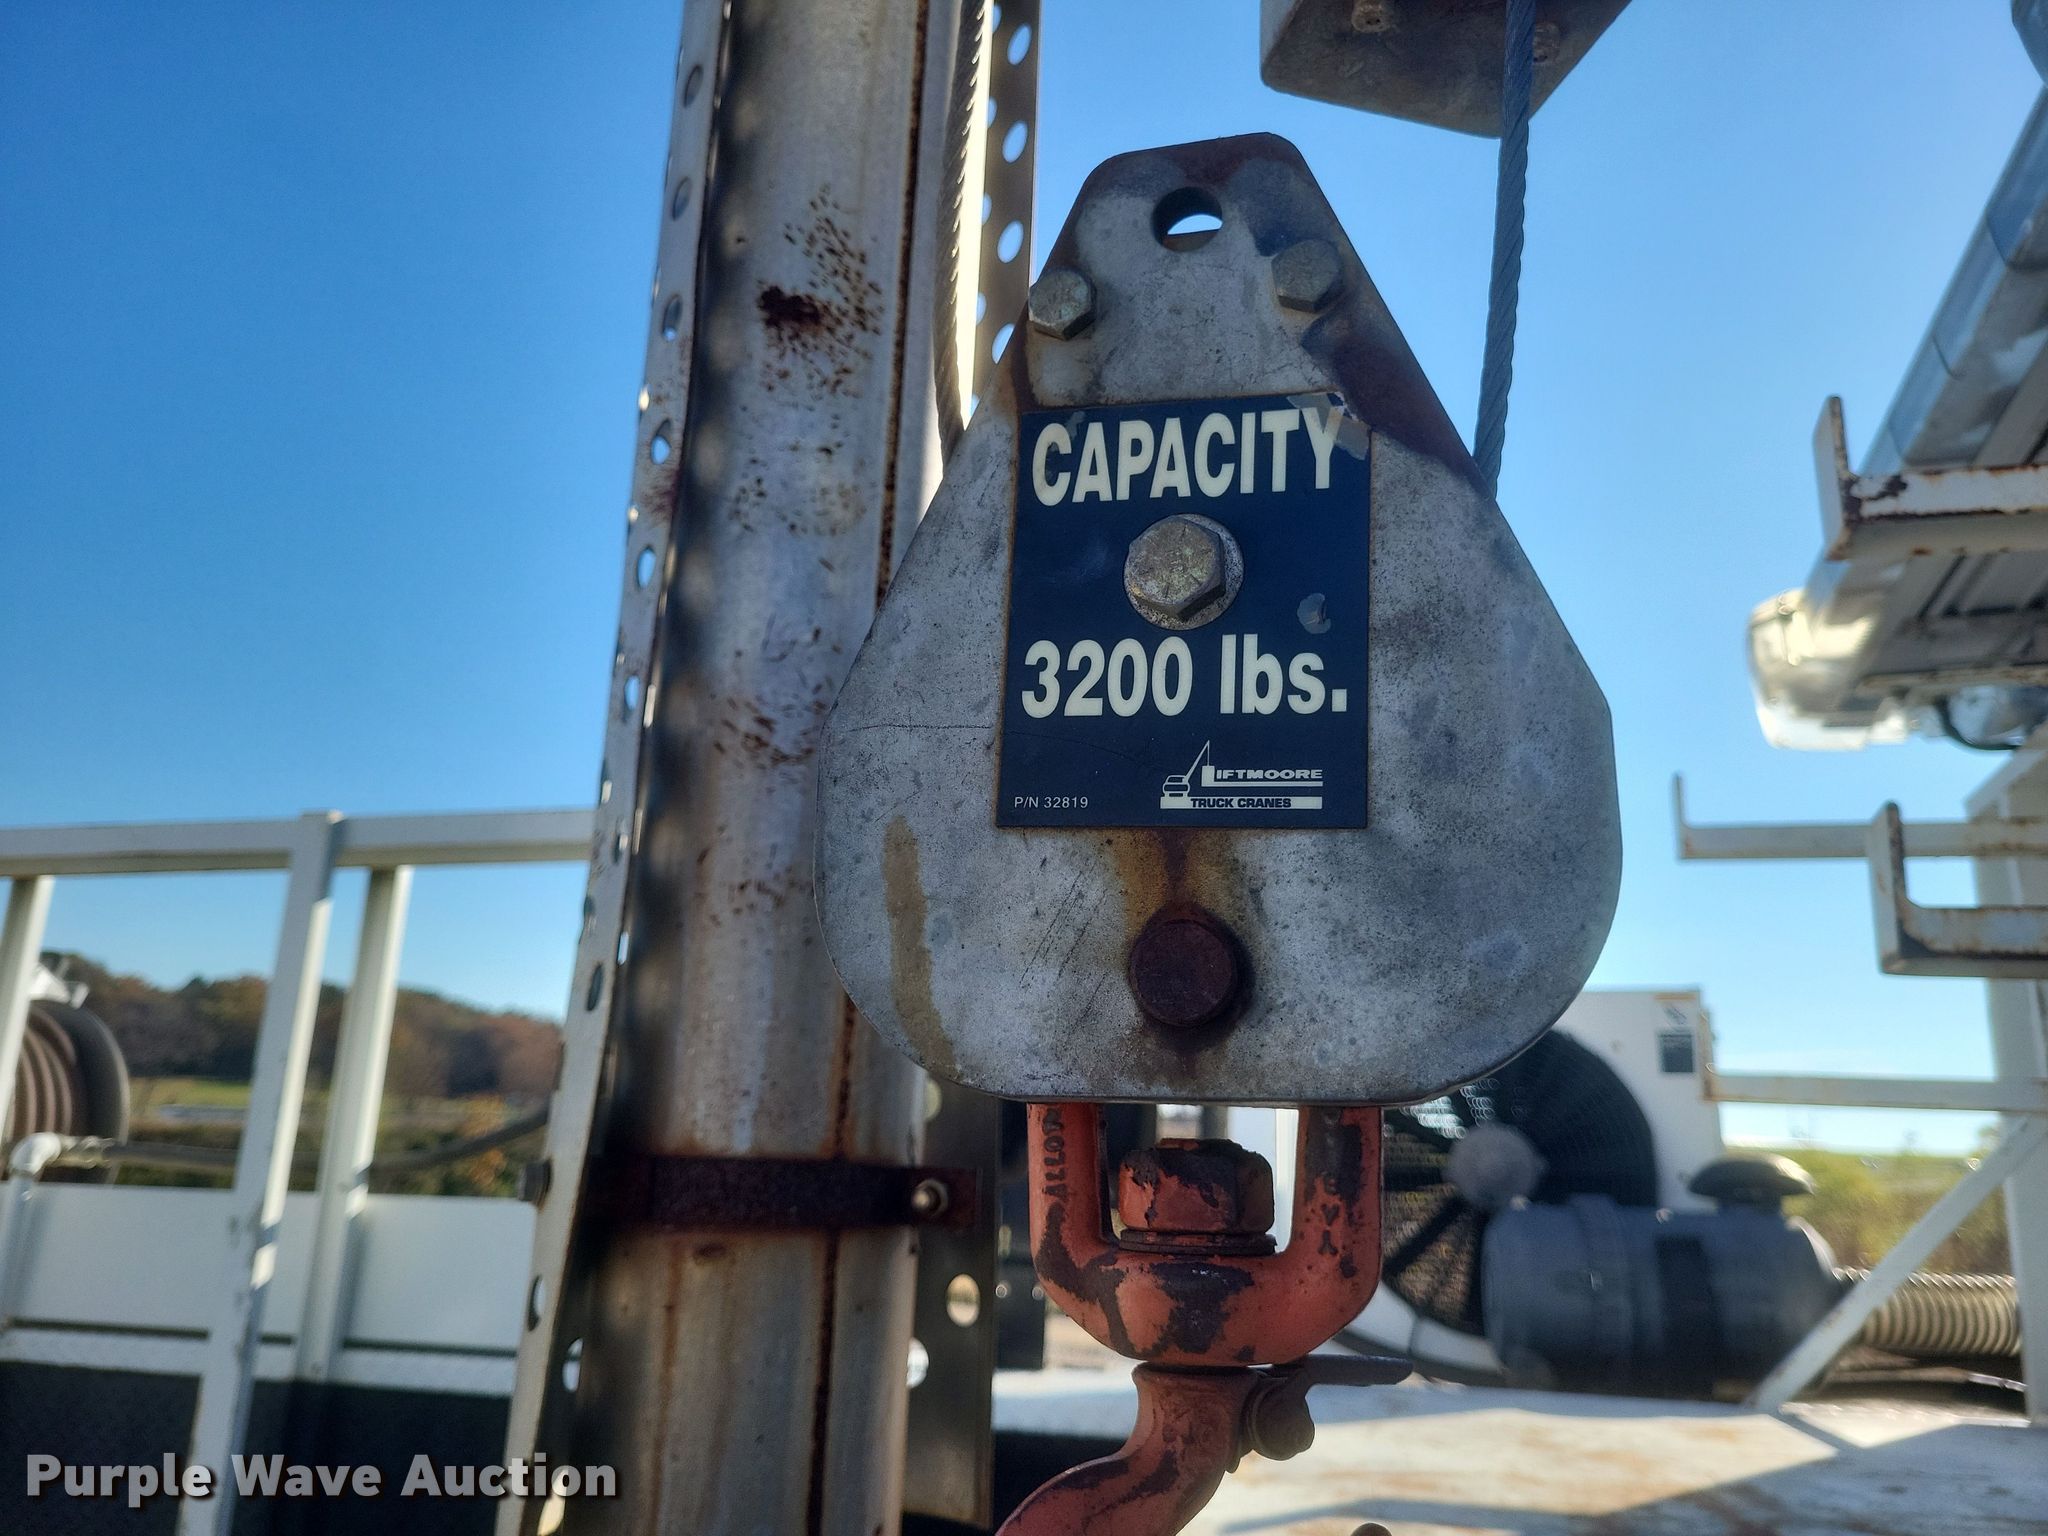 CAPACITY
3200 lbs.
LIFTMOORE
P/N 32819
TRUCK CRANES
ALLOY
Purple Wave Auction